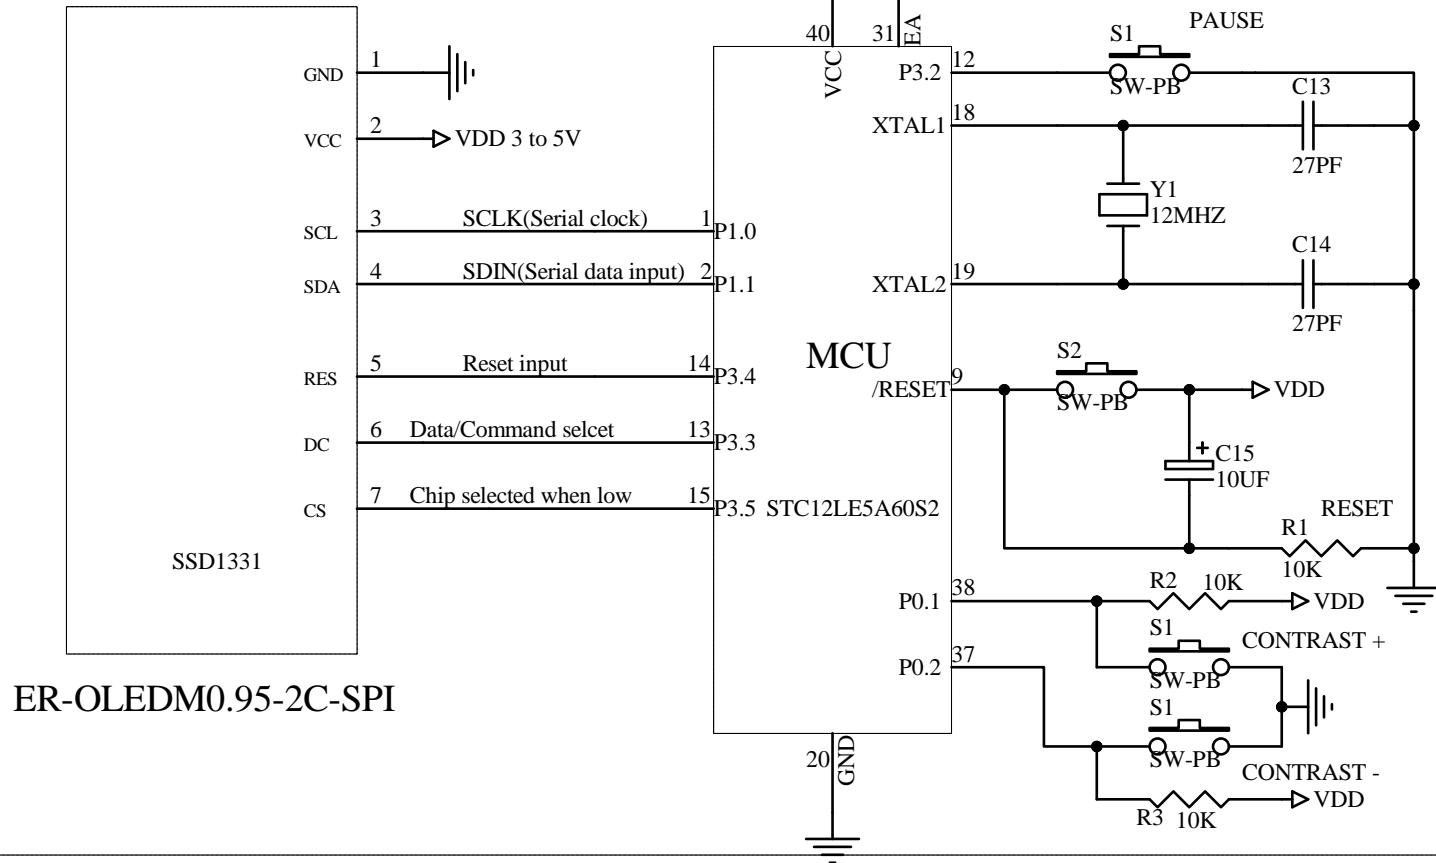 GND 1
VCC 2 VDD 3 to 5V
SCL 3 SCLK(Serial clock) 1 P1.0
SDA 4 SDIN(Serial data input) 2 P1.1
RES 5 Reset input 14 P3.4
DC 6 Data/Command selcet 13 P3.3
CS 7 Chip selected when low 15 P3.5
SSD1331
ER-OLEDM0.95-2C-SPI
40 VCC
31 EA
MCU
STC12LE5A60S2
20 GND
P3.2 12
S1
PAUSE
SW-PB
XTAL1 18
C13
27PF
Y1
12MHZ
XTAL2 19
C14
27PF
/RESET 9
S2
SW-PB
VDD
+ C15
10UF
RESET
R1
10K
P0.1 38
R2 10K
VDD
S1
CONTRAST +
SW-PB
P0.2 37
S1
SW-PB
CONTRAST -
VDD
R3 10K